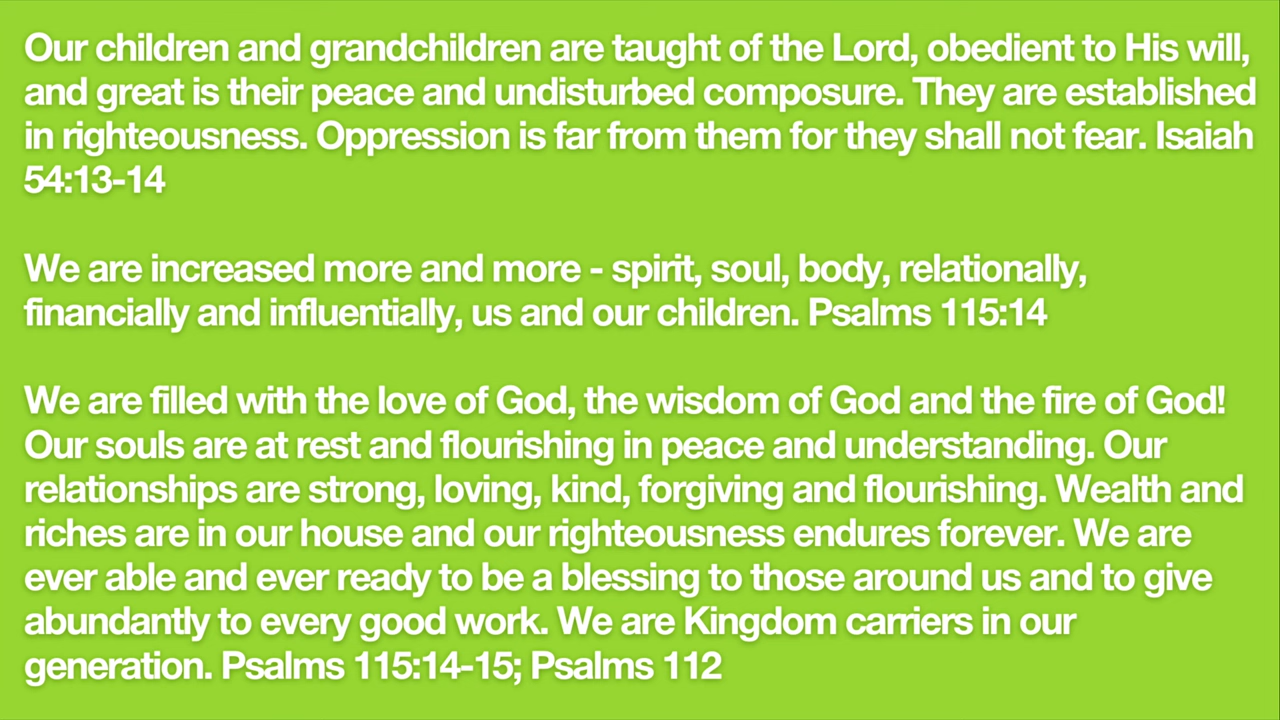 Our children and grandchildren are taught of the Lord, obedient to His will,
and great is their peace and undisturbed composure. They are established
in righteousness. Oppression is far from them for they shall not fear. Isaiah
54:13-14
We are increased more and more - spirit, soul, body, relationally,
financially and influentially, us and our children. Psalms 115:14
We are filled with the love of God, the wisdom of God and the fire of God!
Our souls are at rest and flourishing in peace and understanding. Our
relationships are strong, loving, kind, forgiving and flourishing. Wealth and
riches are in our house and our righteousness endures forever. We are
ever able and ever ready to be a blessing to those around us and to give
abundantly to every good work. We are Kingdom carriers in our
generation. Psalms 115:14-15; Psalms 112